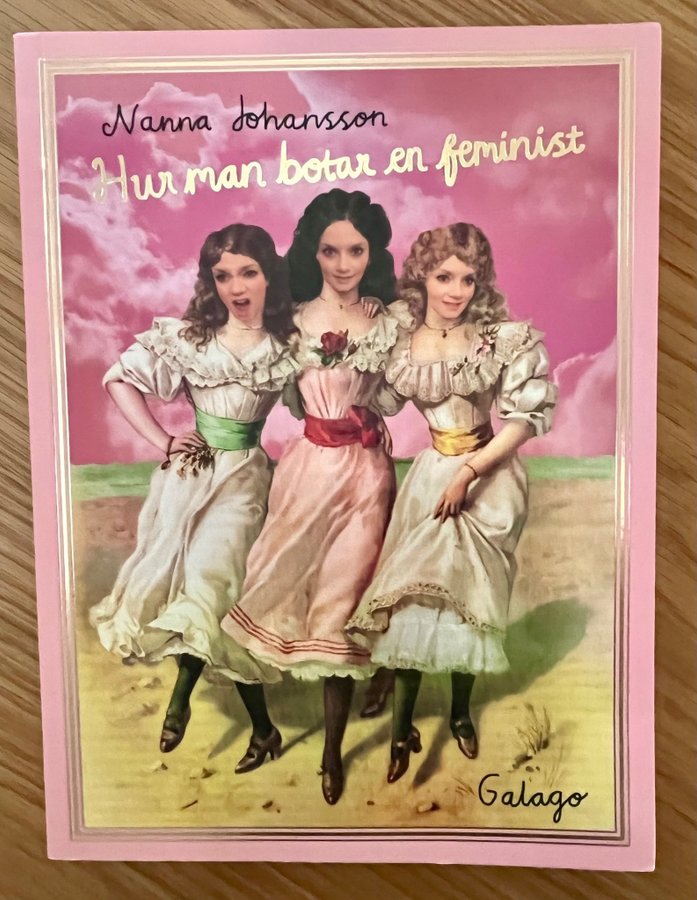 Nanna Johansson
Hur man botar en feminist
Galago